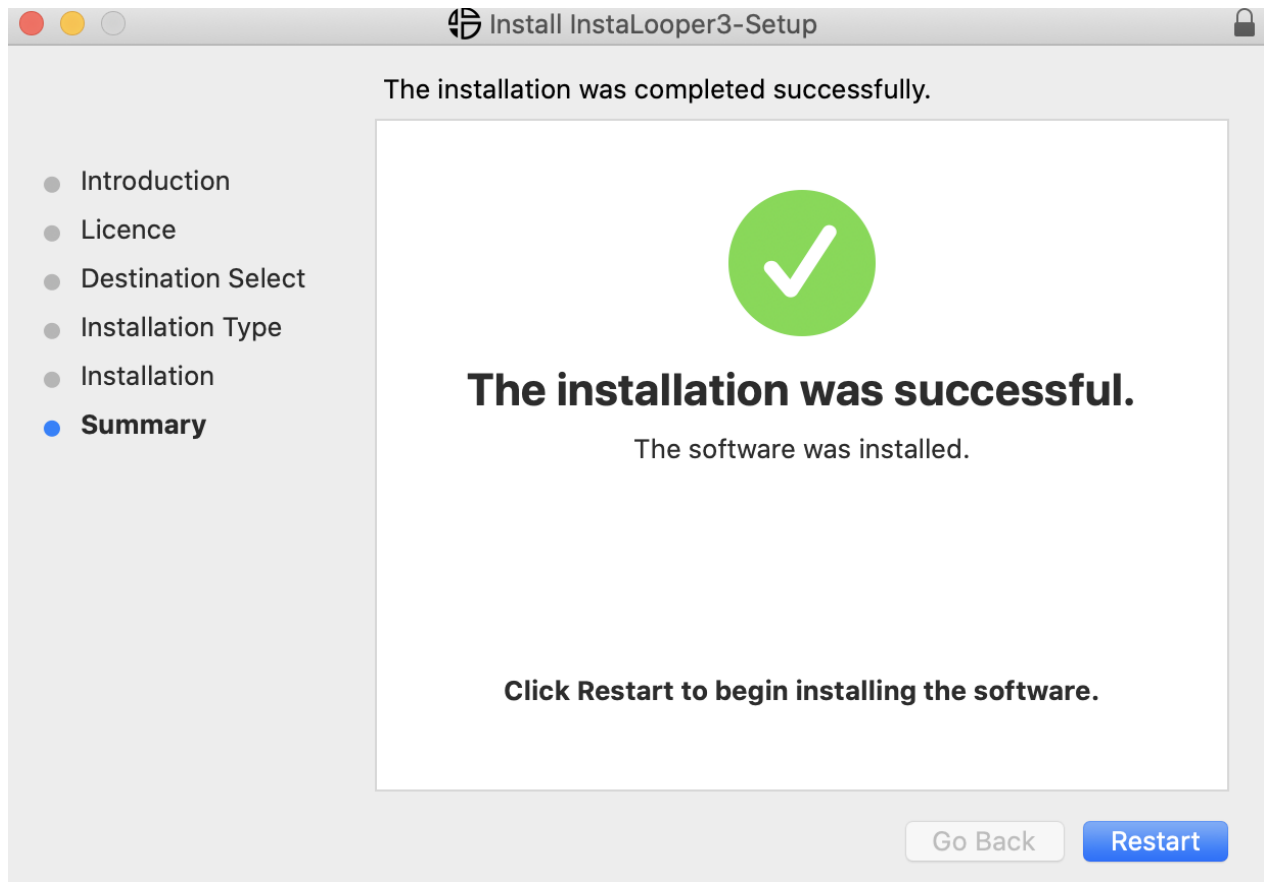 Install InstaLooper3-Setup
The installation was completed successfully.
Introduction
Licence
Destination Select
Installation Type
Installation
Summary
The installation was successful.
The software was installed.
Click Restart to begin installing the software.
Go Back
Restart